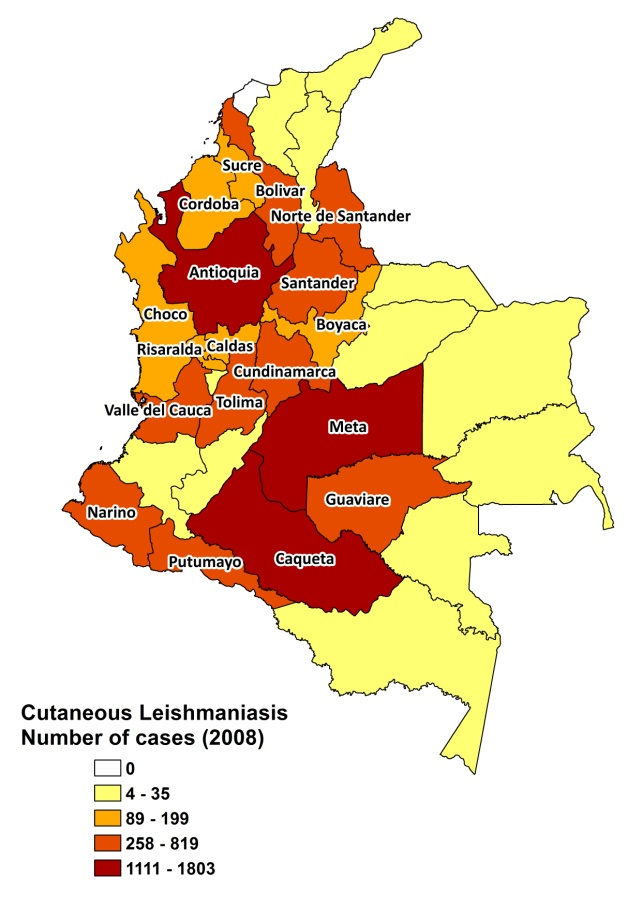 Sucre
Bolivar
Cordoba
Norte de Santander
Antioquia
Santander
Choco
Boyaca
Risaralda
Caldas
Cundinamarca
Tolima
Valle del Cauca
Meta
Guaviare
Narino
Caqueta
Putumayo
Cutaneous Leishmaniasis
Number of cases (2008)
0
4 - 35
89 - 199
258 - 819
1111 - 1803